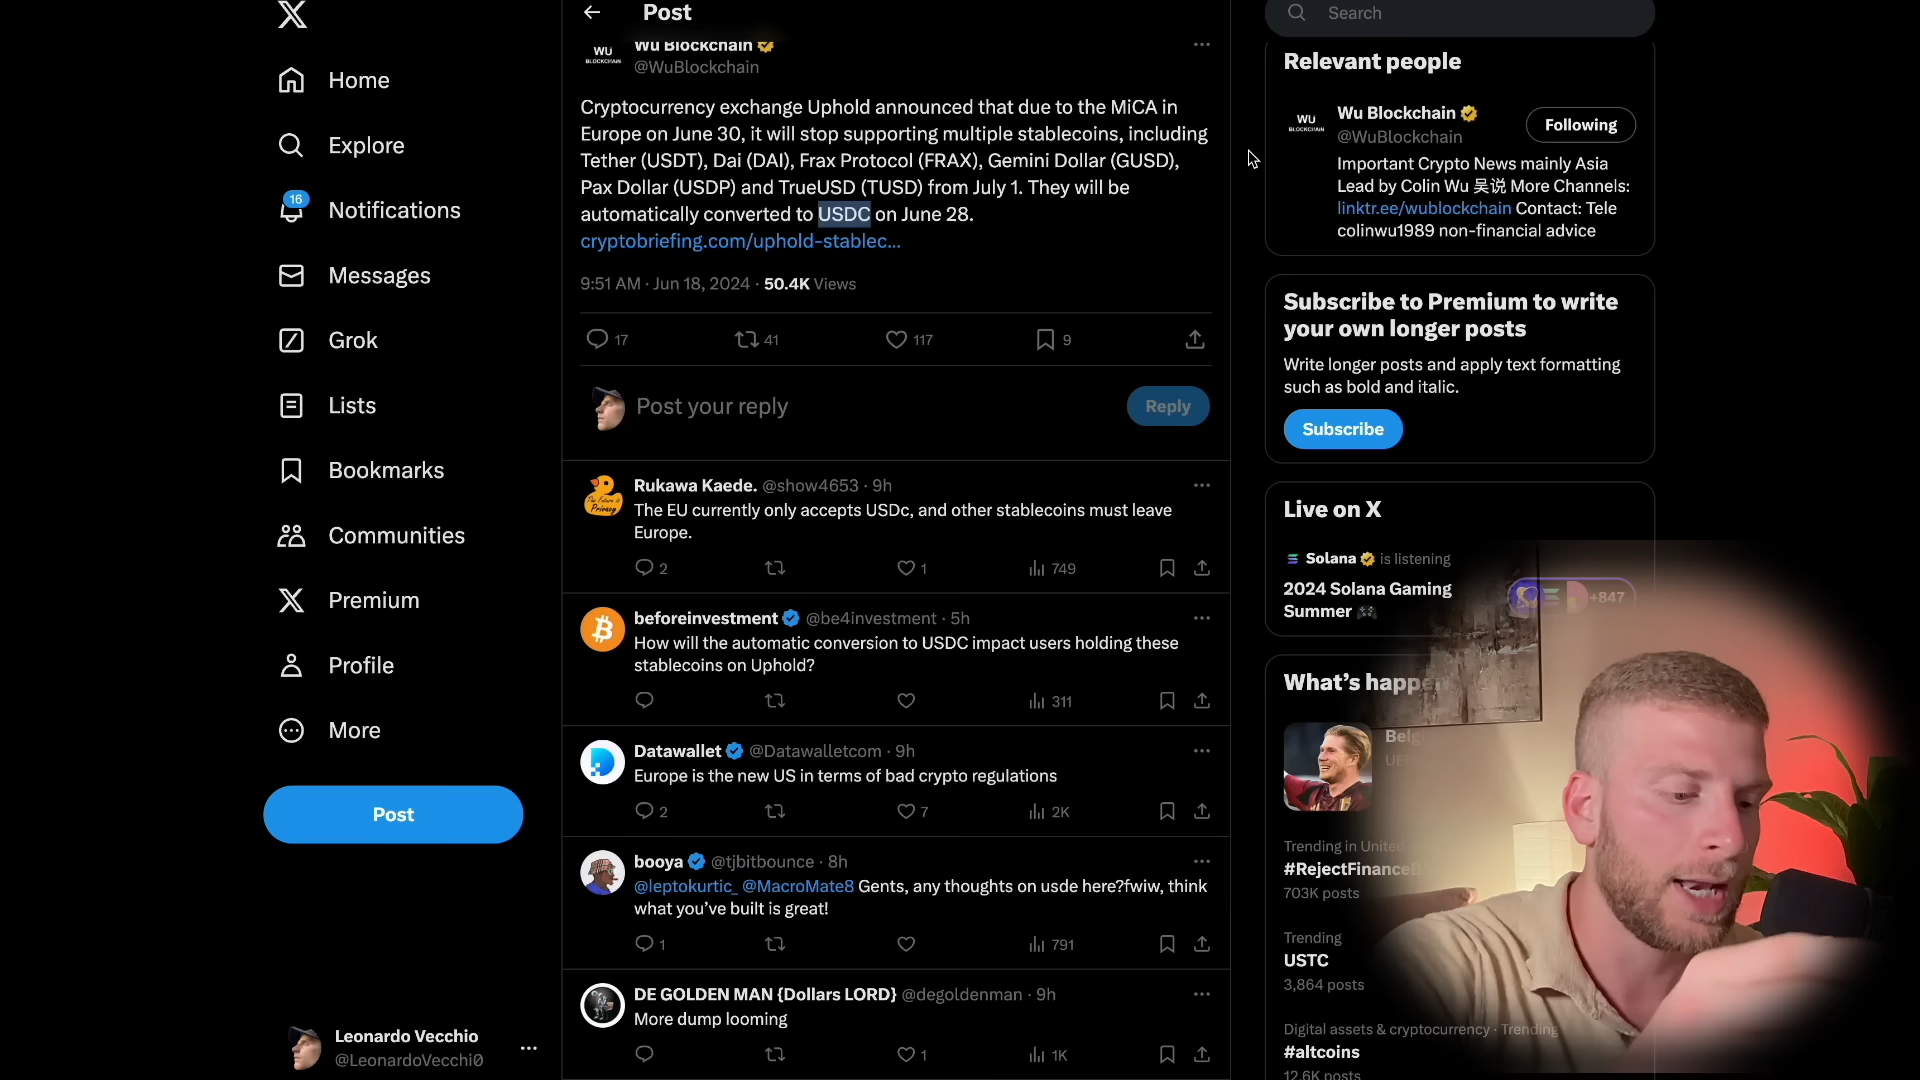 Home
Explore
16
Notifications
Messages
Grok
Lists
Bookmarks
Communities
Premium
Profile
More
Post
Leonardo Vecchio
@LeonardoVecchi0
Post
WU
BLOCKCHAIN
Wu Blockchain
@WuBlockchain
Cryptocurrency exchange Uphold announced that due to the MiCA in
Europe on June 30, it will stop supporting multiple stablecoins, including
Tether (USDT), Dai (DAI), Frax Protocol (FRAX), Gemini Dollar (GUSD),
Pax Dollar (USDP) and TrueUSD (TUSD) from July 1. They will be
automatically converted to USDC on June 28.
cryptobriefing.com/uphold-stablec...
9:51 AM · Jun 18, 2024 · 50.4K Views
17 41 117 9
Post your reply
Reply
Rukawa Kaede. @show4653 · 9h
The EU currently only accepts USDc, and other stablecoins must leave
Europe.
2 1 749
beforeinvestment @be4investment · 5h
How will the automatic conversion to USDC impact users holding these
stablecoins on Uphold?
311
Datawallet @Datawalletcom · 9h
Europe is the new US in terms of bad crypto regulations
2 7 2K
booya @tjbitbounce · 8h
@leptokurtic_ @MacroMate8 Gents, any thoughts on usde here?fwiw, think
what you've built is great!
1 791
DE GOLDEN MAN {Dollars LORD} @degoldenman · 9h
More dump looming
1 1K
Search
Relevant people
WU
BLOCKCHAIN
Wu Blockchain
@WuBlockchain
Following
Important Crypto News mainly Asia
Lead by Colin Wu 吴说 More Channels:
linktr.ee/wublockchain Contact: Tele
colinwu1989 non-financial advice
Subscribe to Premium to write
your own longer posts
Write longer posts and apply text formatting
such as bold and italic.
Subscribe
Live on X
Solana is listening
2024 Solana Gaming
Summer
+847
What's
Trending in
703K posts
Trending
USTC
3,864 posts
Digital assets & cryptocurrency · Trending
#altcoins
12.6K posts